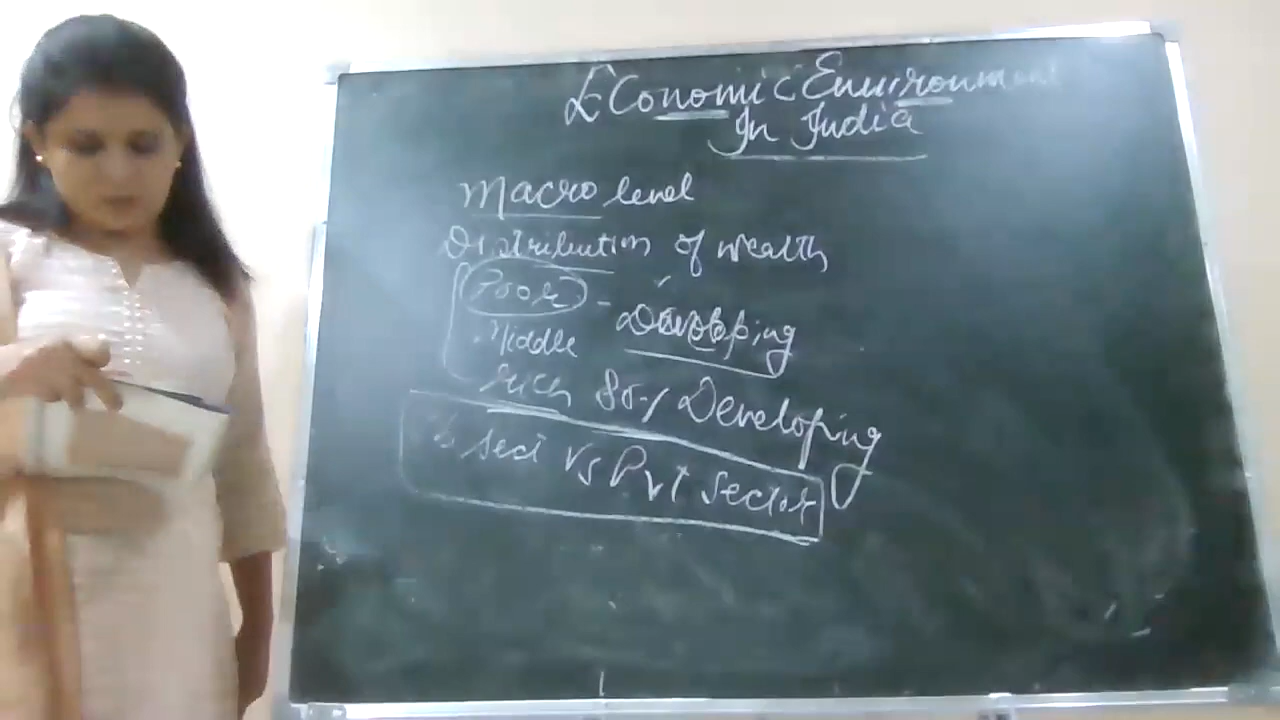 Economic Environment
In India
Macro level
Distribution of wealth
Poor - Developing
Middle
Rich 80% Developing
Sect Vs Pvt Sector